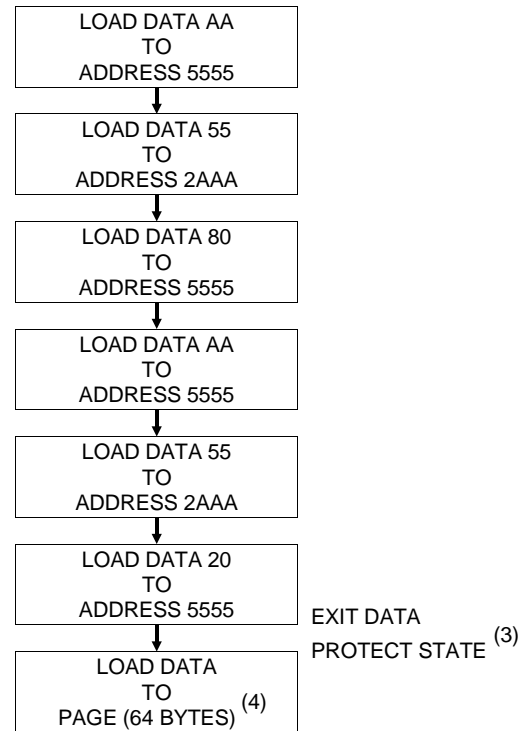 LOAD DATA AA
TO
ADDRESS 5555
LOAD DATA 55
TO
ADDRESS 2AAA
LOAD DATA 80
TO
ADDRESS 5555
LOAD DATA AA
TO
ADDRESS 5555
LOAD DATA 55
TO
ADDRESS 2AAA
LOAD DATA 20
TO
ADDRESS 5555
EXIT DATA
PROTECT STATE (3)
LOAD DATA
TO
PAGE (64 BYTES) (4)